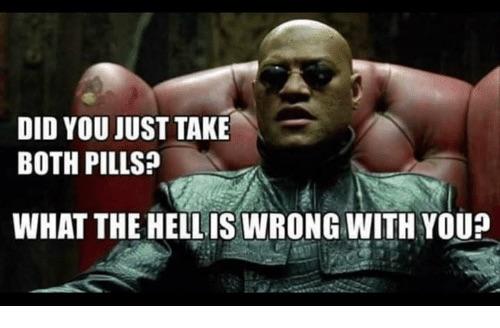 DID YOU JUST TAKE
BOTH PILLS?
WHAT THE HELL IS WRONG WITH YOU?